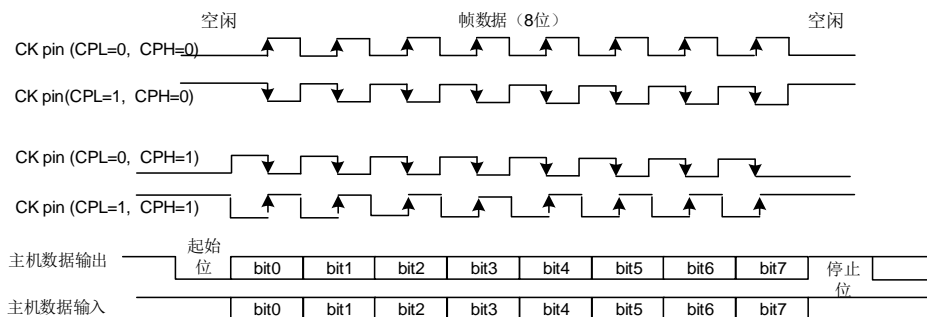 空闲 帧数据（8位） 空闲
CK pin (CPL=0, CPH=0)
CK pin(CPL=1, CPH=0)
CK pin (CPL=0, CPH=1)
CK pin (CPL=1, CPH=1)
起始
主机数据输出 位 bit0 bit1 bit2 bit3 bit4 bit5 bit6 bit7 停止
位
主机数据输入 bit0 bit1 bit2 bit3 bit4 bit5 bit6 bit7